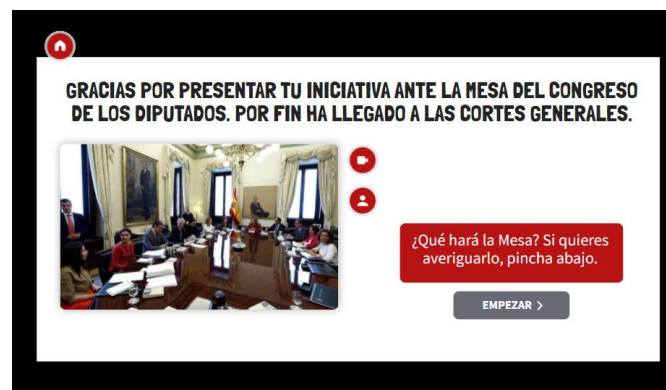 GRACIAS POR PRESENTAR TU INICIATIVA ANTE LA MESA DEL CONGRESO
DE LOS DIPUTADOS. POR FIN HA LLEGADO A LAS CORTES GENERALES.
¿Qué hará la Mesa? Si quieres
averiguarlo, pincha abajo.
EMPEZAR >